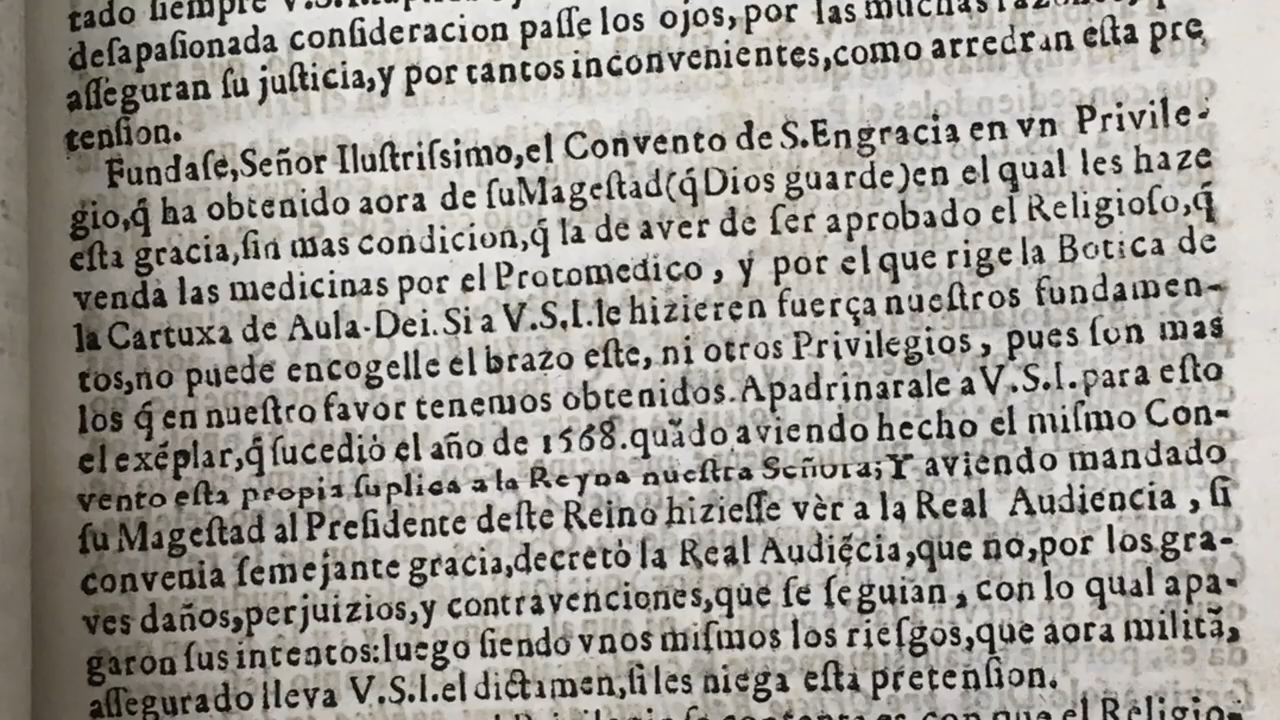 tado siempre V.S.I.
desapasionada consideracion passe los ojos, por las muchas
asseguran su justicia, y por tantos inconvenientes, como arredran esta pre
tension.
Fundase, Señor Ilustrissimo, el Convento de S. Engracia en vn Privile-
gio, q̃ ha obtenido aora de su Magestad (q̃ Dios guarde) en el qual les haze
esta gracia, sin mas condicion, q̃ la de aver de ser aprobado el Religioso, q̃
venda las medicinas por el Protomedico, y por el que rige la Botica de
la Cartuxa de Aula-Dei. Si a V.S.I. le hizieren fuerça nuestros fundamen-
tos, no puede encogelle el brazo este, ni otros Privilegios, pues son mas
los q̃ en nuestro favor tenemos obtenidos. Apadrinarale a V.S.I. para esto
el exẽplar, q̃ sucediò el año de 1568. quãdo aviendo hecho el mismo Con-
vento esta propia suplica a la Reyna nuestra Señora; Y aviendo mandado
su Magestad al Presidente deste Reino hiziesse vèr a la Real Audiencia, si
convenia semejante gracia, decretò la Real Audiẽcia, que no, por los gra-
ves daños, perjuizios, y contravenciones, que se seguian, con lo qual apa-
garon sus intentos: luego siendo vnos mismos los riesgos, que aora militã,
assegurado lleva V.S.I. el dictamen, si les niega esta pretension.
con que el Religio-